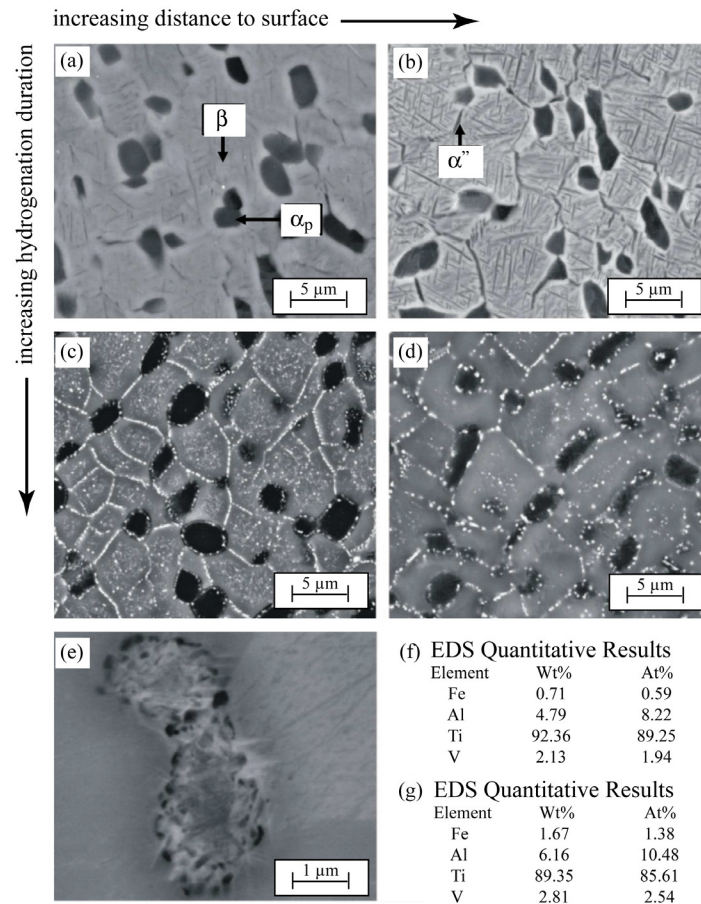 increasing distance to surface
increasing hydrogenation duration
(a)
β
αp
5 µm
(b)
α”
5 µm
(c)
5 µm
(d)
5 µm
(e)
1 µm
(f) EDS Quantitative Results
Element Wt% At%
Fe 0.71 0.59
Al 4.79 8.22
Ti 92.36 89.25
V 2.13 1.94
(g) EDS Quantitative Results
Element Wt% At%
Fe 1.67 1.38
Al 6.16 10.48
Ti 89.35 85.61
V 2.81 2.54